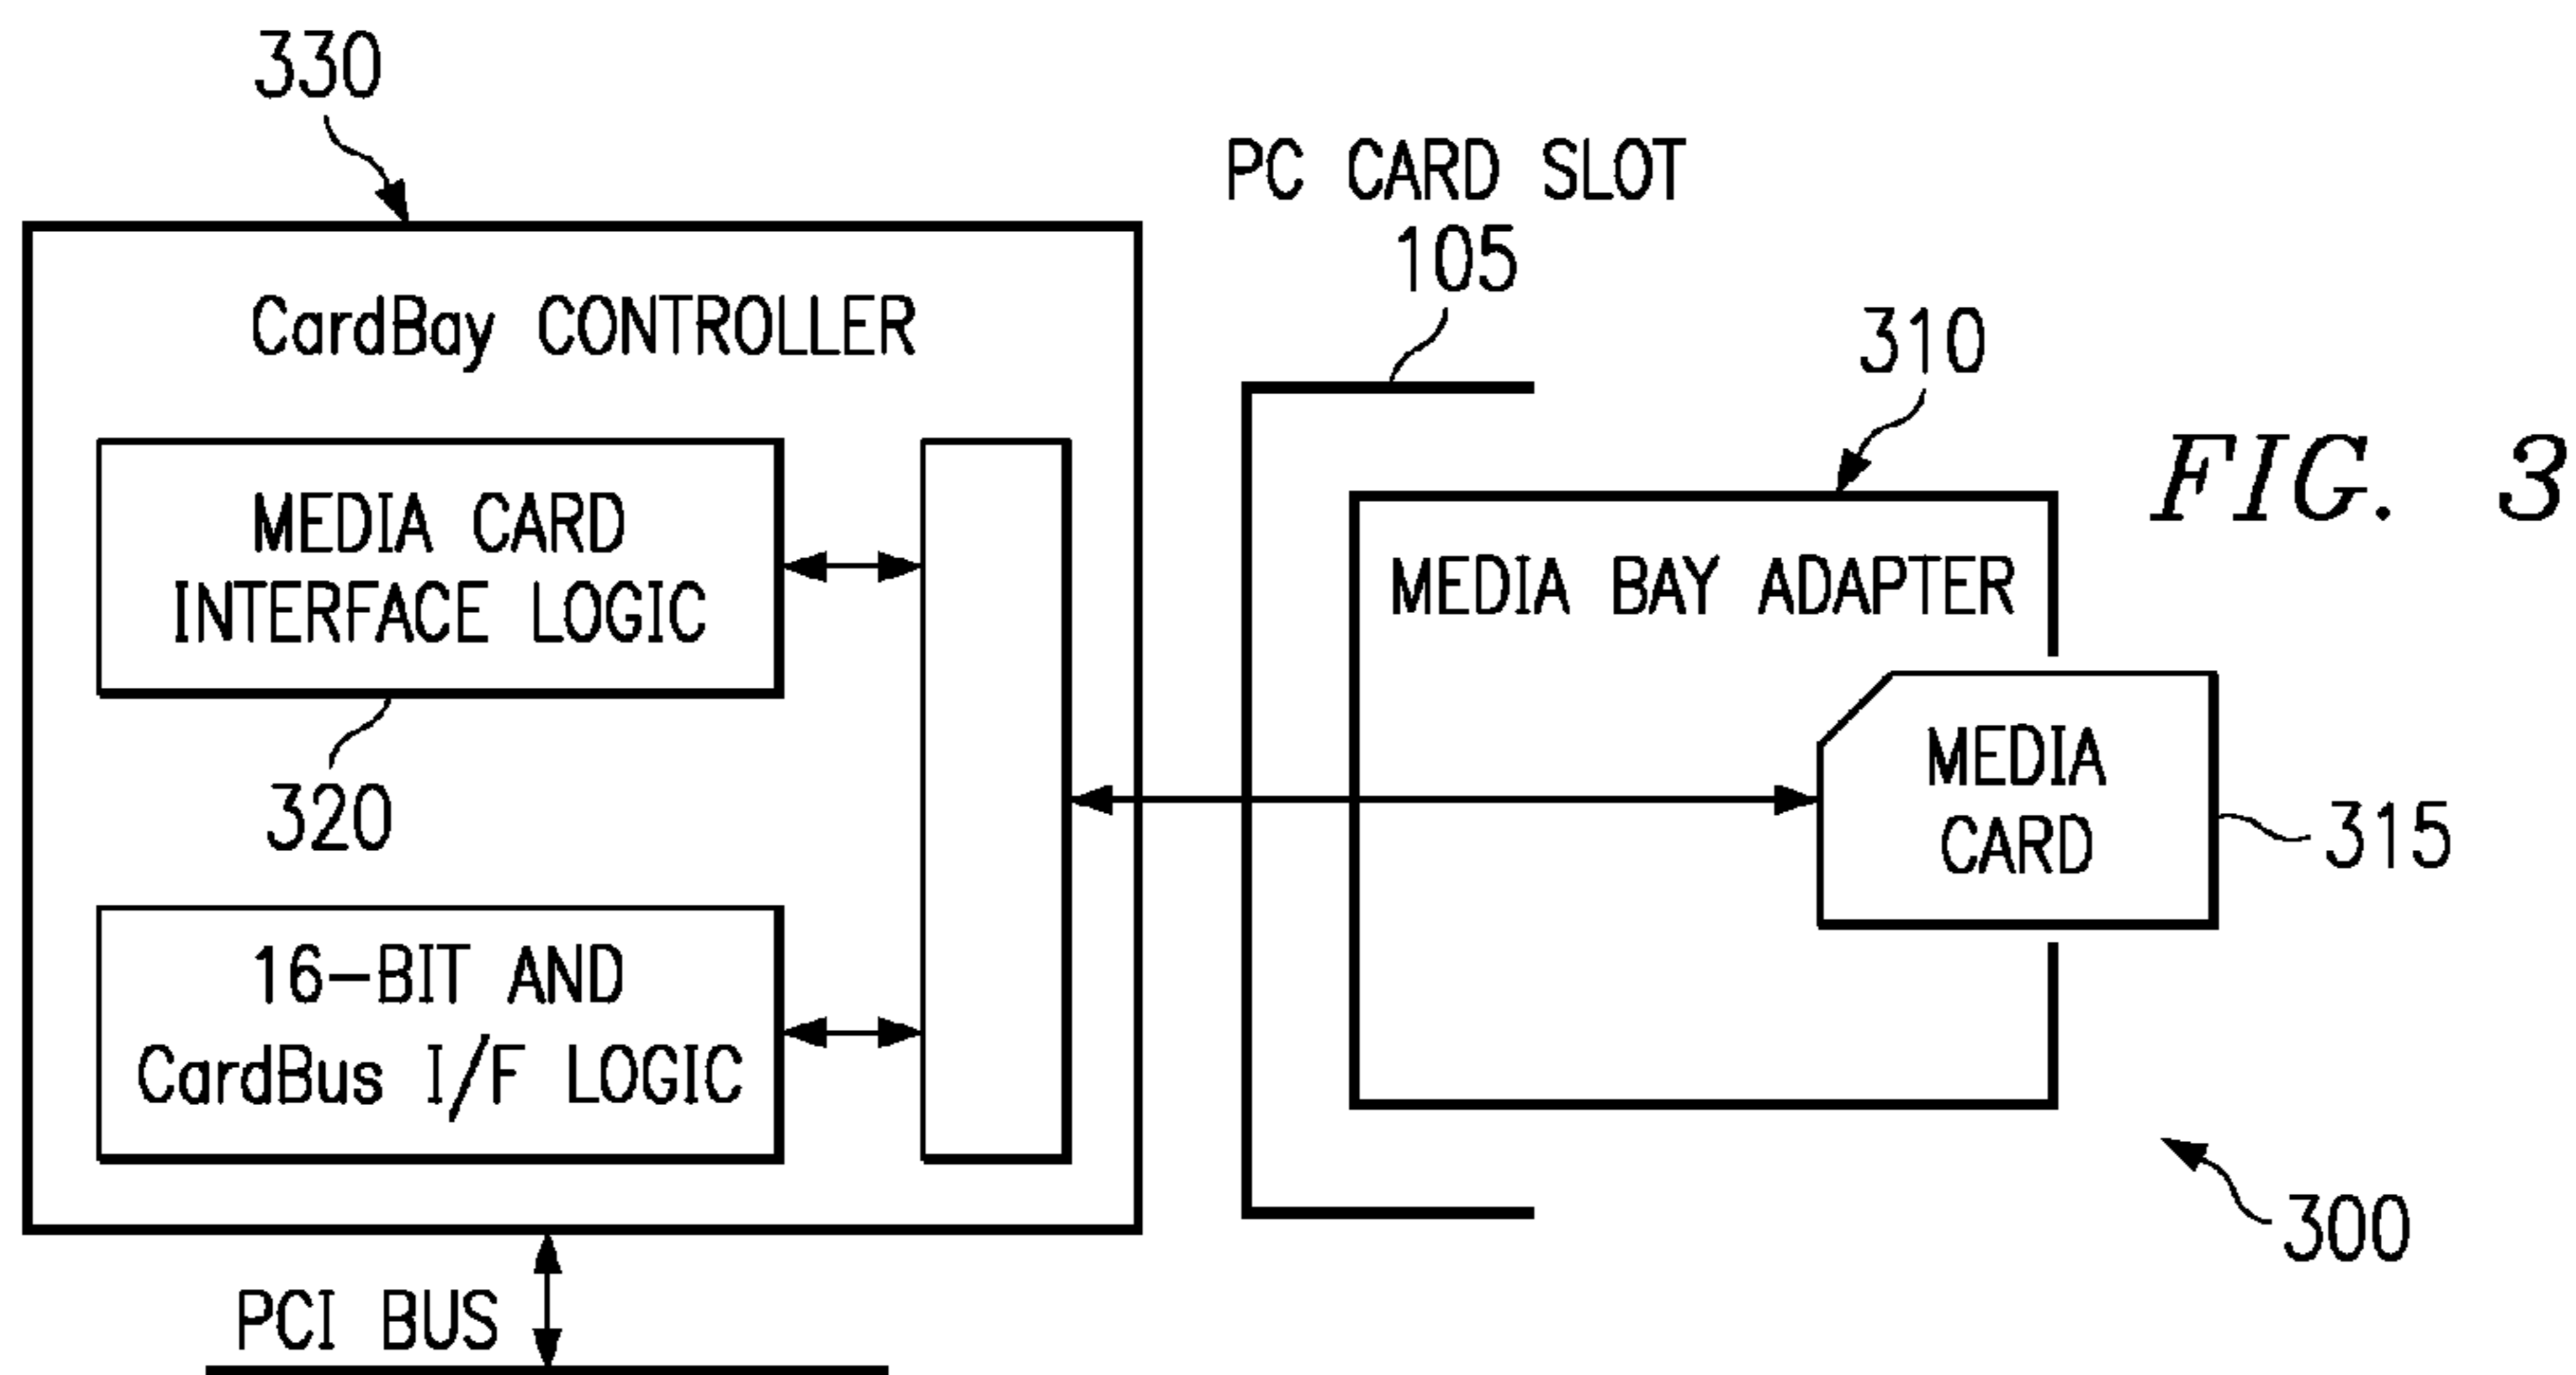 330
CardBay CONTROLLER
MEDIA CARD
INTERFACE LOGIC
320
16-BIT AND
CardBus I/F LOGIC
PCI BUS
PC CARD SLOT
105
310
MEDIA BAY ADAPTER
MEDIA
CARD
315
300
FIG. 3